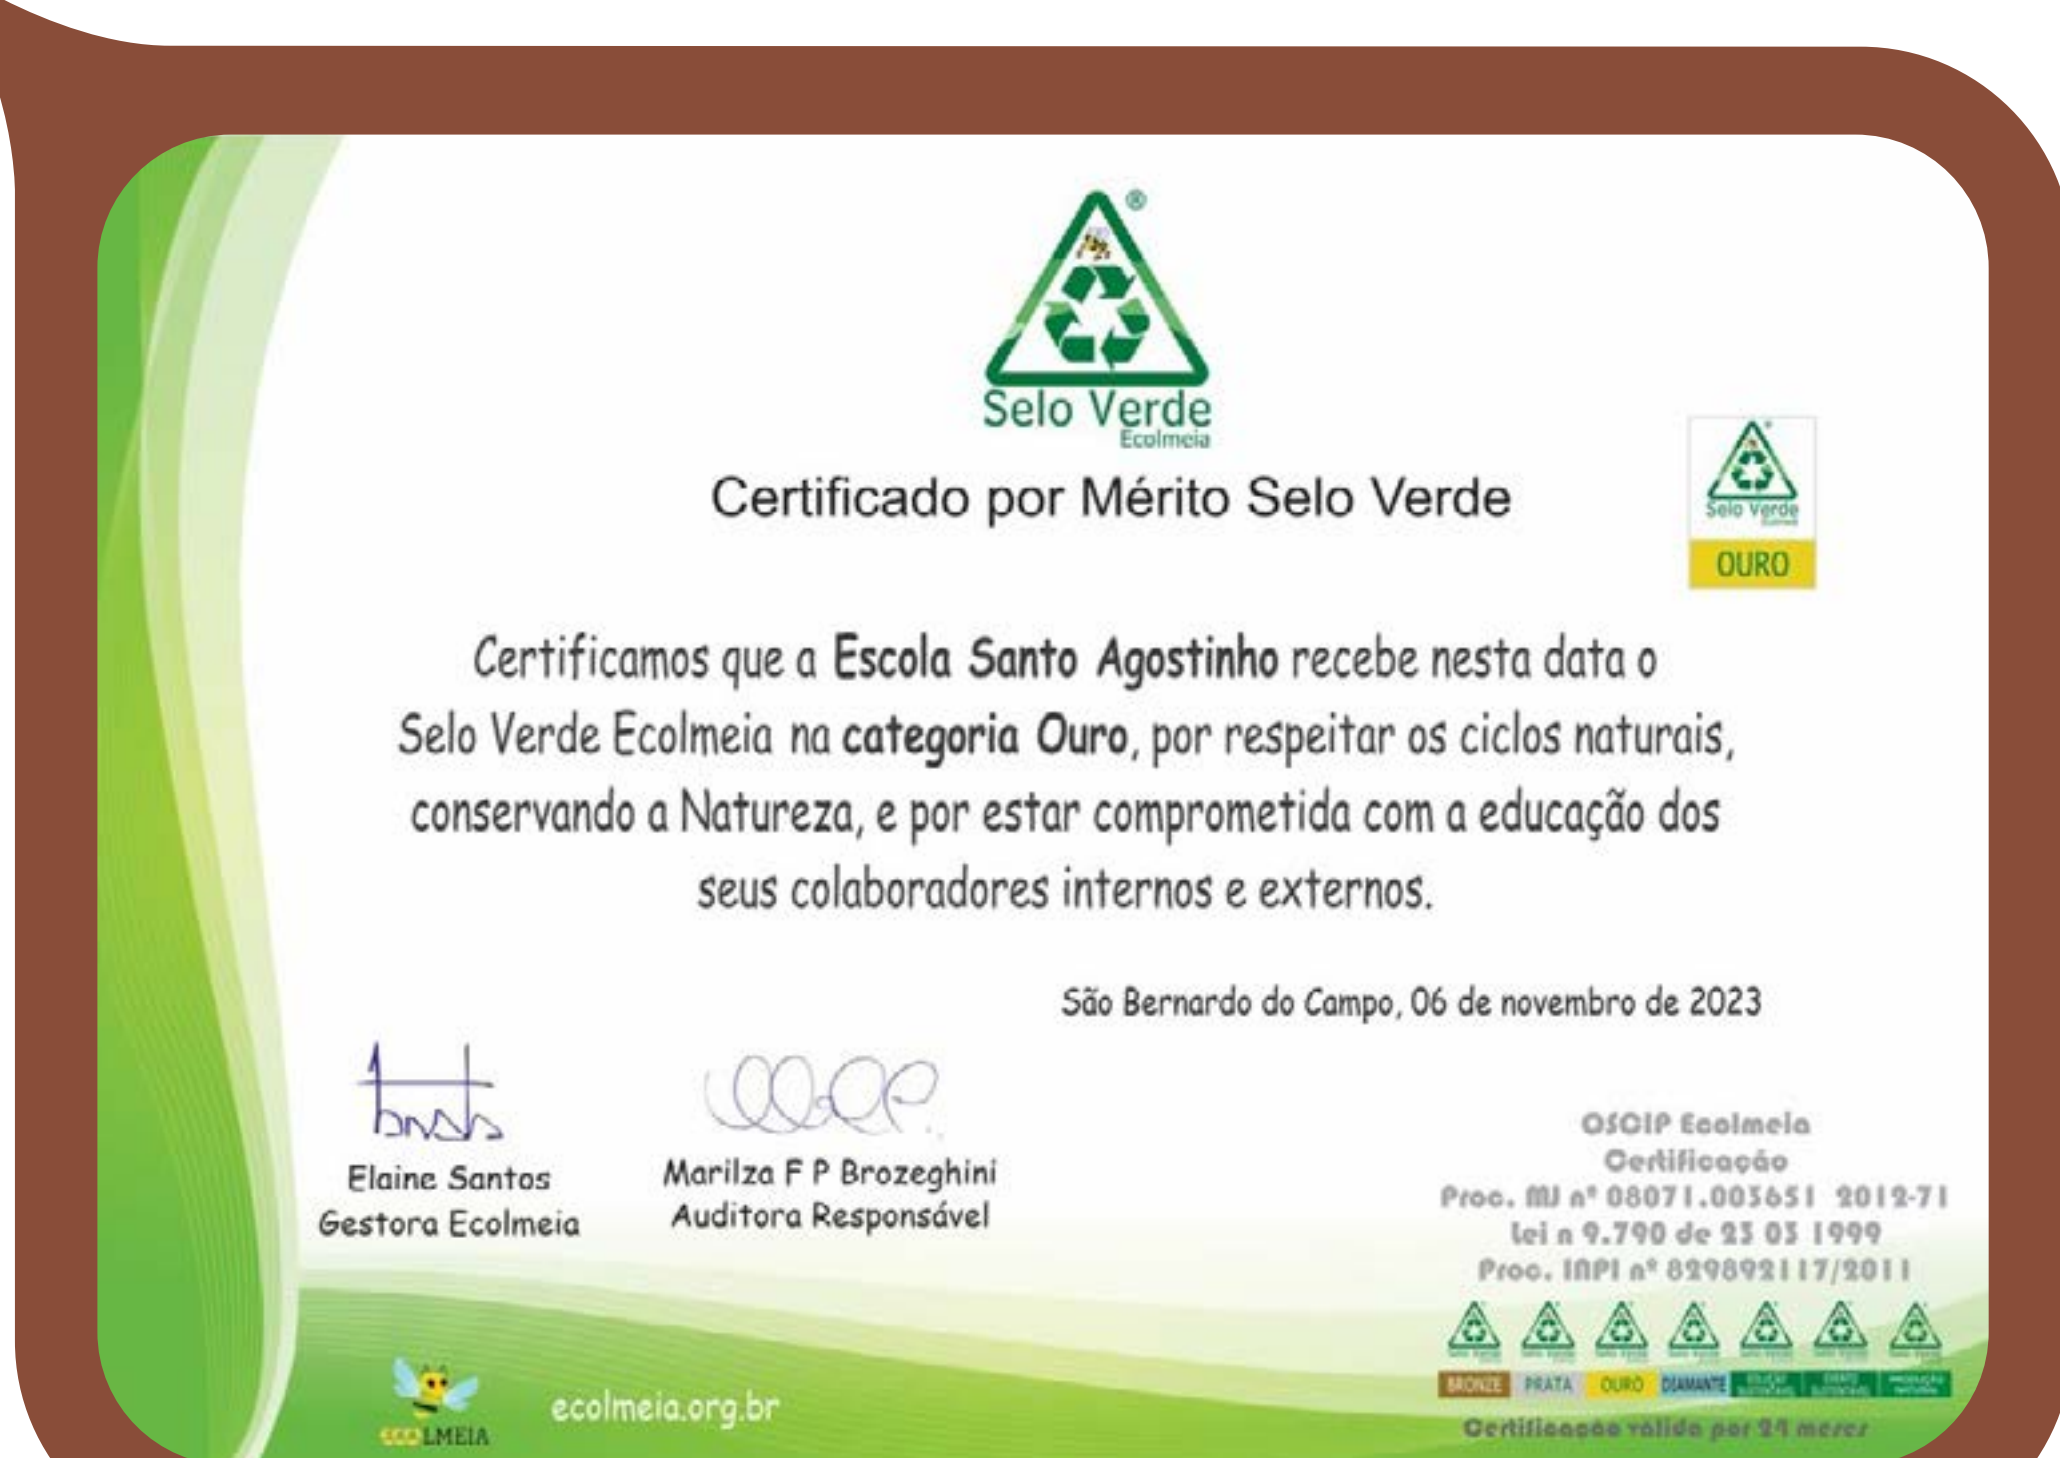 ®
Selo Verde
Ecolmeia
Certificado por Mérito Selo Verde
Selo Verde
OURO
Certificamos que a Escola Santo Agostinho recebe nesta data o
Selo Verde Ecolmeia na categoria Ouro, por respeitar os ciclos naturais,
conservando a Natureza, e por estar comprometida com a educação dos
seus colaboradores internos e externos.
São Bernardo do Campo, 06 de novembro de 2023
Elaine Santos
Gestora Ecolmeia
Marilza F P Brozeghini
Auditora Responsável
OSCIP Ecolmeia
Certificação
Proc. MJ nº 08071.003651 2012-71
Lei n 9.790 de 23 03 1999
Proc. INPI nº 829892117/2011
BRONZE PRATA OURO DIAMANTE
Certificação válida por 24 meses
ECOLMEIA
ecolmeia.org.br